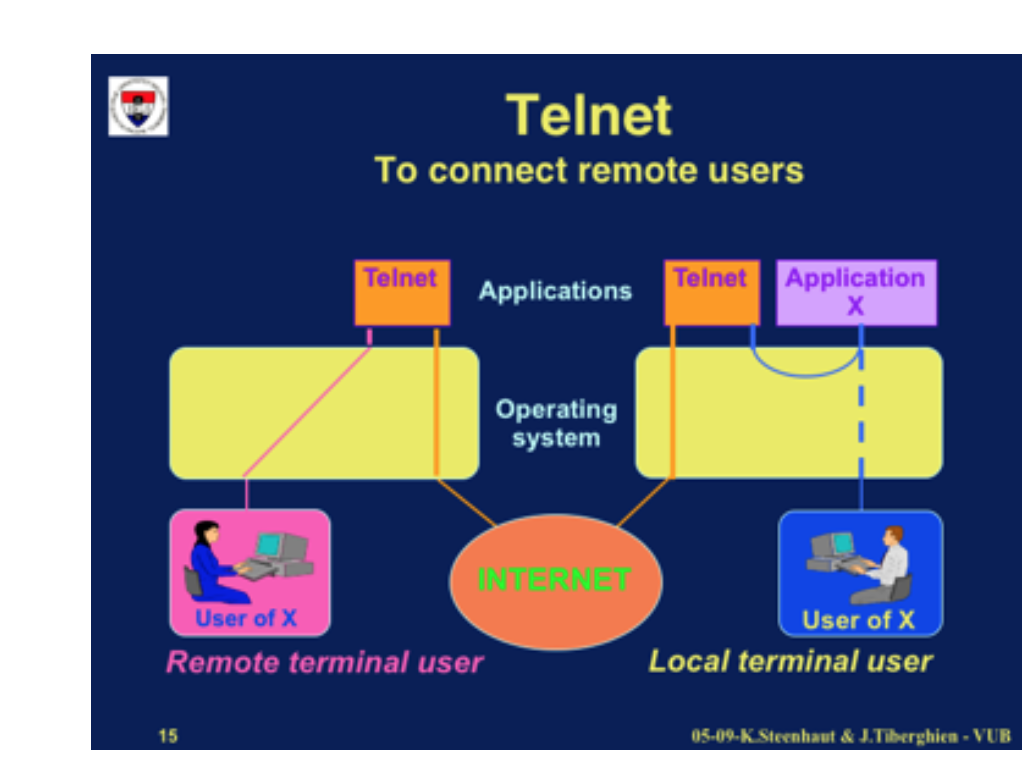 Telnet
To connect remote users
Telnet
Applications
Telnet
Application
X
Operating
system
INTERNET
User of X
User of X
Remote terminal user
Local terminal user
15
05-09-K.Steenhaut & J.Tiberghien - VUB